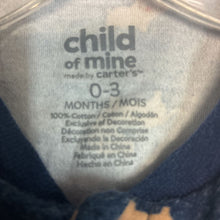 child
of mine
made by carter's™
0-3
MONTHS / MOIS
100% Cotton / Coton / Algodón
Exclusive of Decoration
Décoration non Comprise
Excluyendo la Decoración
Made in China
Fabriqué en Chine
Hecho en China